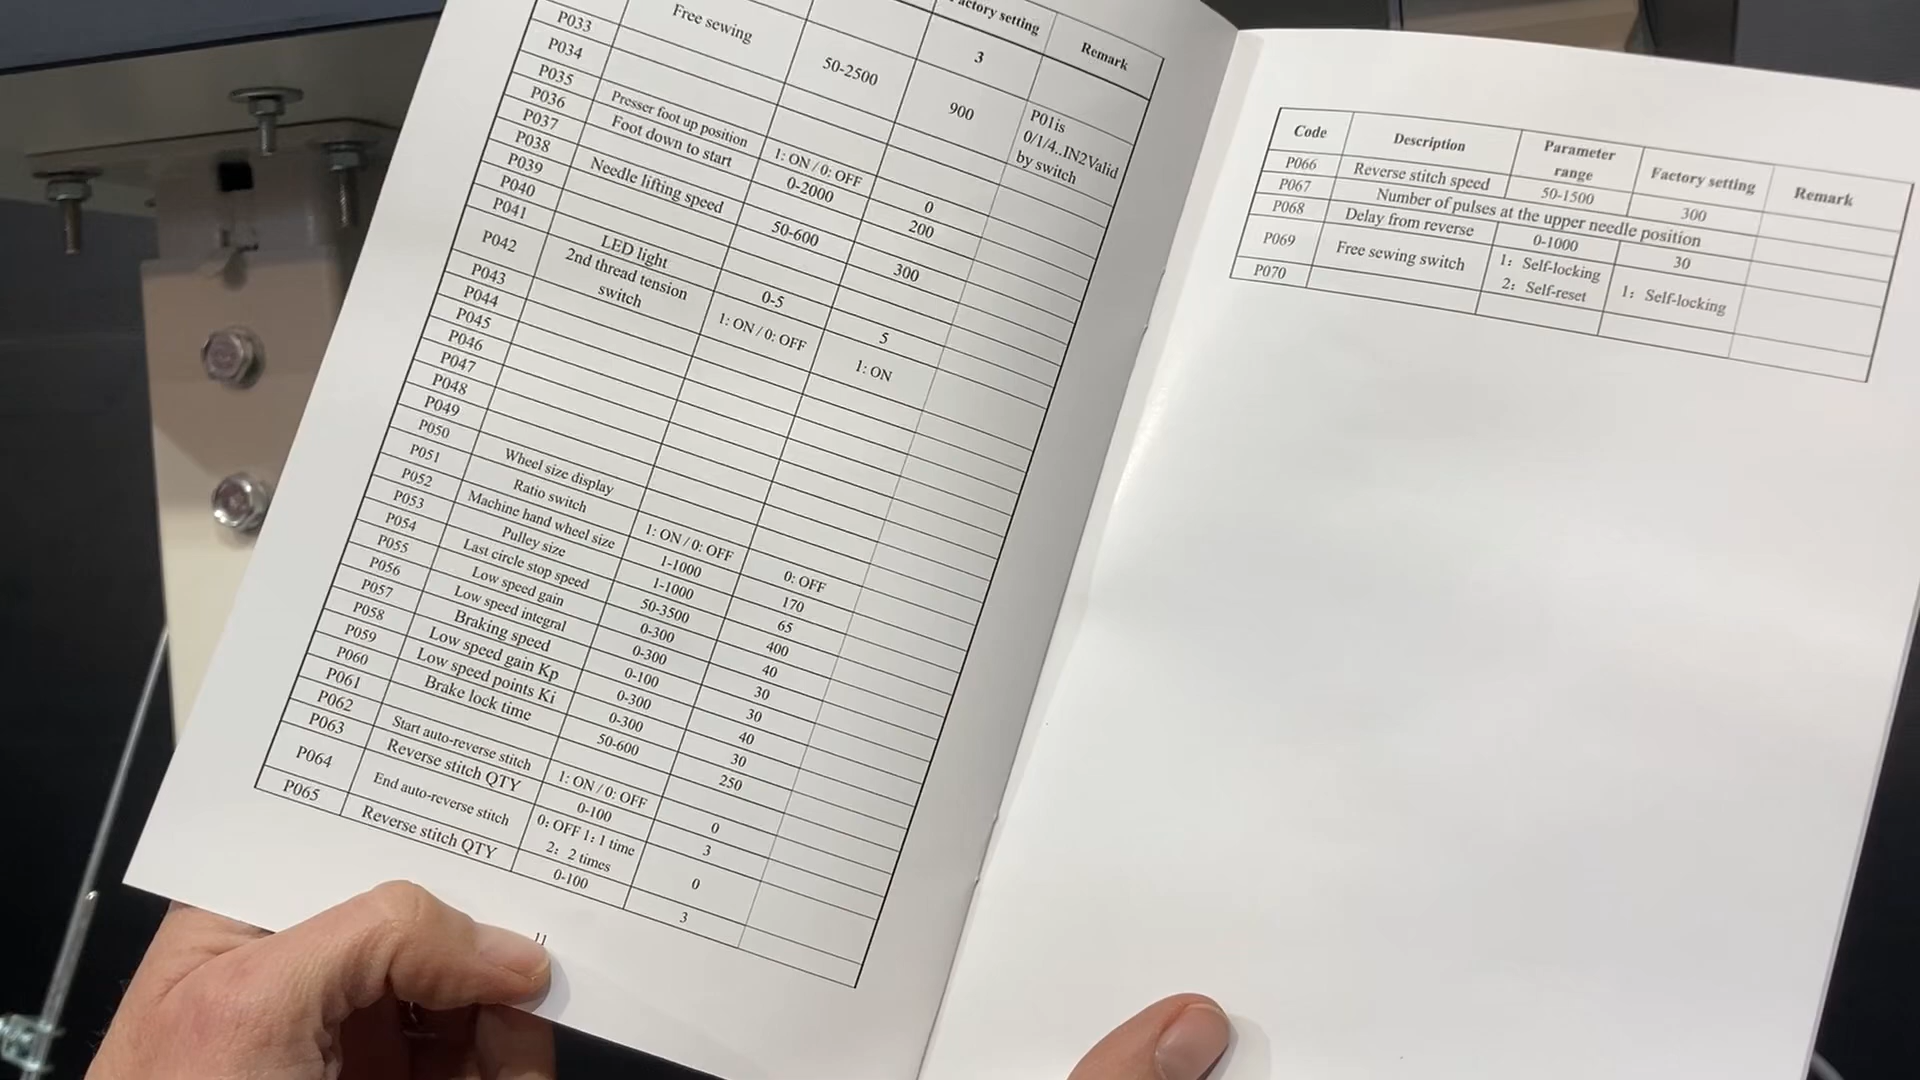 Factory setting Remark
3
P033 Free sewing 50-2500 900 P01is
0/1/4..IN2Valid
by switch
P034
P035
P036 Presser foot up position 1: ON / 0: OFF 0
P037 Foot down to start 0-2000 200
P038
P039 Needle lifting speed 50-600 300
P040
P041 LED light 0-5 5
P042 2nd thread tension
switch 1: ON / 0: OFF 1: ON
P043
P044
P045
P046
P047
P048
P049
P050 Wheel size display
P051 Ratio switch 1: ON / 0: OFF 0: OFF
P052 Machine hand wheel size 1-1000 170
P053 Pulley size 1-1000 65
P054 Last circle stop speed 50-3500 400
P055 Low speed gain 0-300 40
P056 Low speed integral 0-300 30
P057 Braking speed 0-100 30
P058 Low speed gain Kp 0-300 40
P059 Low speed points Ki 0-300 30
P060 Brake lock time 50-600 250
P061
P062 Start auto-reverse stitch 1: ON / 0: OFF 0
P063 Reverse stitch QTY 0-100 3
P064 End auto-reverse stitch 0: OFF 1: 1 time
2: 2 times 0
P065 Reverse stitch QTY 0-100 3
11
Code Description Parameter
range Factory setting Remark
P066 Reverse stitch speed 50-1500 300
P067 Number of pulses at the upper needle position
P068 Delay from reverse 0-1000 30
P069 Free sewing switch 1: Self-locking
2: Self-reset 1: Self-locking
P070